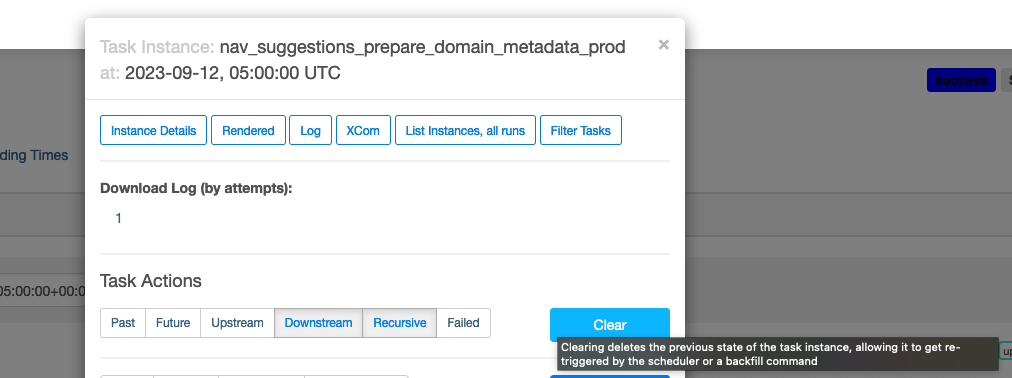 Task Instance: nav_suggestions_prepare_domain_metadata_prod ×
at: 2023-09-12, 05:00:00 UTC
success
Instance Details Rendered Log XCom List Instances, all runs Filter Tasks
ding Times
Download Log (by attempts):
1
Task Actions
05:00:00+00:0
Past Future Upstream Downstream Recursive Failed Clear
Clearing deletes the previous state of the task instance, allowing it to get re-
triggered by the scheduler or a backfill command
up